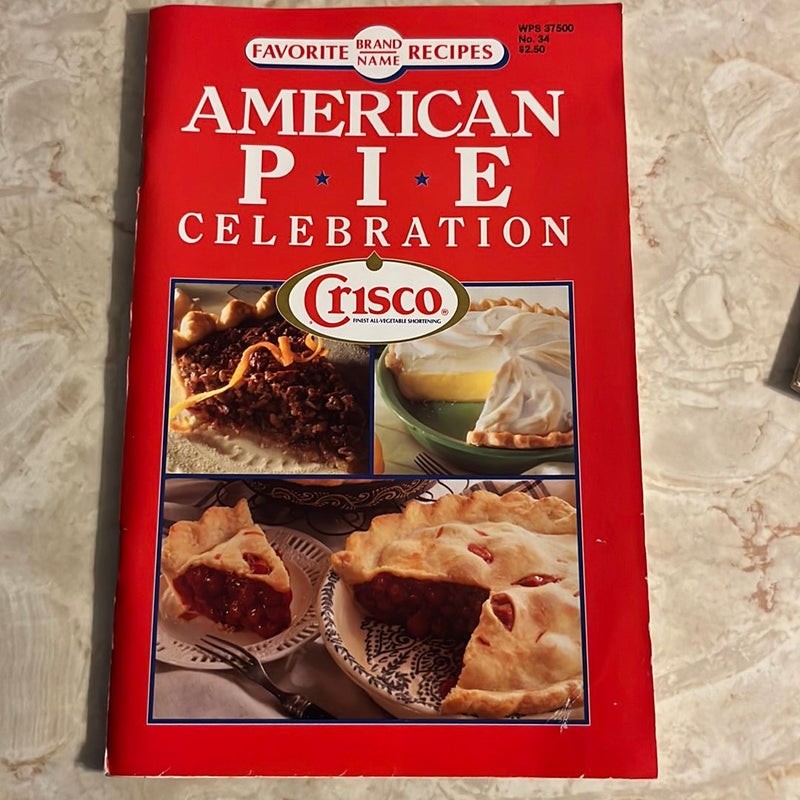 WPS 37500
No. 34
$2.50
FAVORITE BRAND NAME RECIPES
AMERICAN
P★I★E
CELEBRATION
Crisco®
FINEST ALL-VEGETABLE SHORTENING